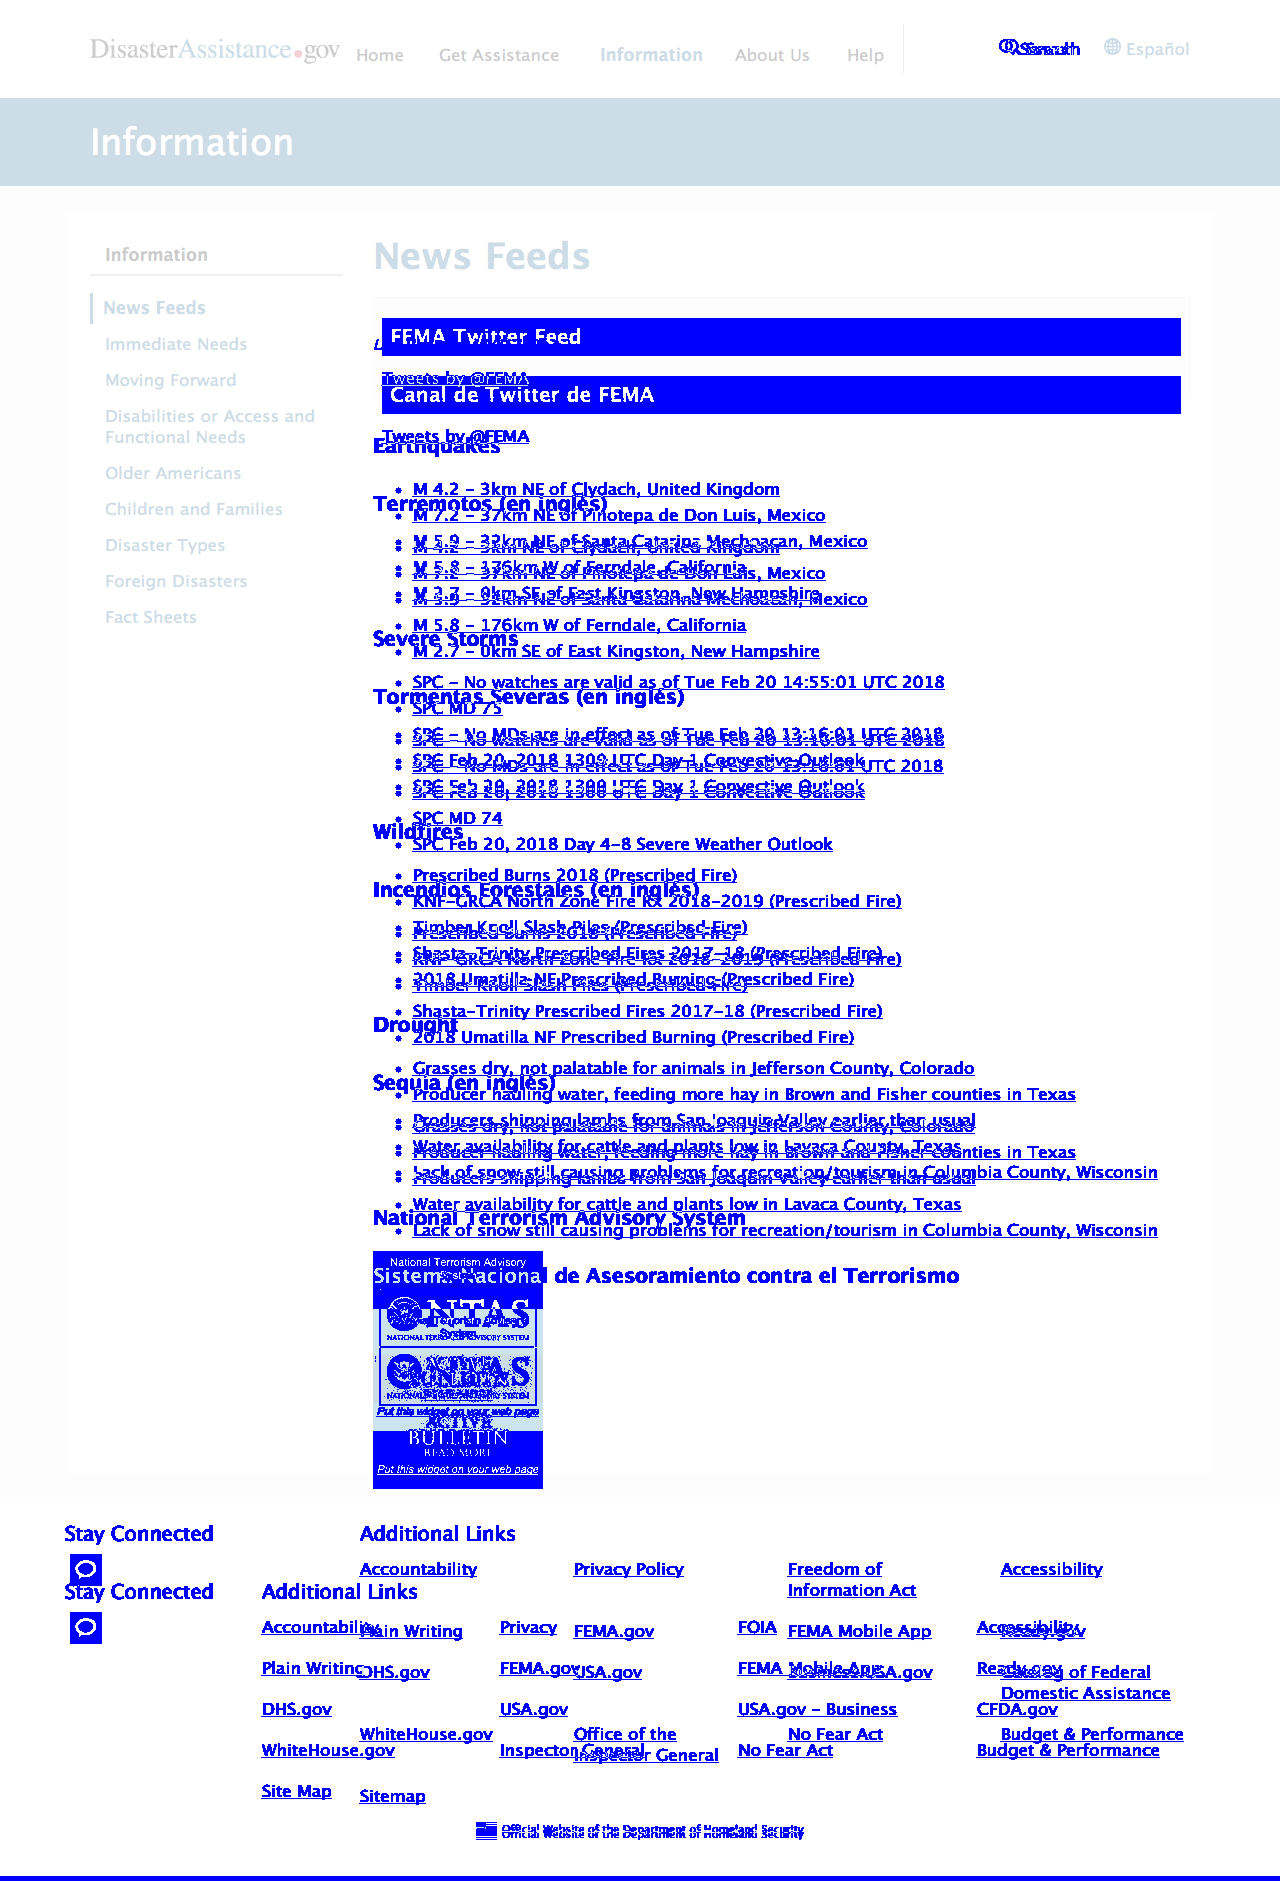 DisasterAssistance.gov Home Get Assistance Information About Us Help Search Español
Information
Information
News Feeds
Immediate Needs
Moving Forward
Disabilities or Access and
Functional Needs
Older Americans
Children and Families
Disaster Types
Foreign Disasters
Fact Sheets
News Feeds
FEMA Twitter Feed
Tweets by @FEMA
Canal de Twitter de FEMA
Tweets by @FEMA
Earthquakes
M 4.2 - 3km NE of Clydach, United Kingdom
Terremotos (en inglés)
M 7.2 - 37km NE of Pinotepa de Don Luis, Mexico
M 5.9 - 32km NE of Santa Catarina Mechoacan, Mexico
M 4.2 - 3km NE of Clydach, United Kingdom
M 5.8 - 176km W of Ferndale, California
M 7.2 - 37km NE of Pinotepa de Don Luis, Mexico
M 2.7 - 0km SE of East Kingston, New Hampshire
M 5.9 - 32km NE of Santa Catarina Mechoacan, Mexico
M 5.8 - 176km W of Ferndale, California
Severe Storms
M 2.7 - 0km SE of East Kingston, New Hampshire
SPC - No watches are valid as of Tue Feb 20 14:55:01 UTC 2018
Tormentas Severas (en inglés)
SPC MD 75
SPC - No MDs are in effect as of Tue Feb 20 13:16:01 UTC 2018
SPC - No watches are valid as of Tue Feb 20 13:16:01 UTC 2018
SPC Feb 20, 2018 1300 UTC Day 1 Convective Outlook
SPC - No MDs are in effect as of Tue Feb 20 13:16:01 UTC 2018
SPC Feb 20, 2018 1300 UTC Day 1 Convective Outlook
SPC Feb 20, 2018 1300 UTC Day 1 Convective Outlook
SPC MD 74
Wildfires
SPC Feb 20, 2018 Day 4-8 Severe Weather Outlook
Prescribed Burns 2018 (Prescribed Fire)
Incendios Forestales (en inglés)
KNF-GRCA North Zone Fire Rx 2018-2019 (Prescribed Fire)
Timber Knoll Slash Piles (Prescribed Fire)
Prescribed Burns 2018 (Prescribed Fire)
Shasta-Trinity Prescribed Fires 2017-18 (Prescribed Fire)
KNF-GRCA North Zone Fire Rx 2018-2019 (Prescribed Fire)
2018 Umatilla NF Prescribed Burning (Prescribed Fire)
Timber Knoll Slash Piles (Prescribed Fire)
Shasta-Trinity Prescribed Fires 2017-18 (Prescribed Fire)
Drought
2018 Umatilla NF Prescribed Burning (Prescribed Fire)
Grasses dry, not palatable for animals in Jefferson County, Colorado
Sequia (en inglés)
Producer hauling water, feeding more hay in Brown and Fisher counties in Texas
Producers shipping lambs from San Joaquin Valley earlier than usual
Grasses dry, not palatable for animals in Jefferson County, Colorado
Water availability for cattle and plants low in Lavaca County, Texas
Producer hauling water, feeding more hay in Brown and Fisher counties in Texas
Lack of snow still causing problems for recreation/tourism in Columbia County, Wisconsin
Producers shipping lambs from San Joaquin Valley earlier than usual
Water availability for cattle and plants low in Lavaca County, Texas
National Terrorism Advisory System
Lack of snow still causing problems for recreation/tourism in Columbia County, Wisconsin
National Terrorism Advisory
System
Sistema Nacional de Asesoramiento contra el Terrorismo
NTAS
National Terrorism Advisory
System
NATIONAL TERRORISM ADVISORY SYSTEM
NATIONAL TERRORISM ADVISORY SYSTEM
Put this widget on your web page
ACTIVE
BULLETIN
READ MORE
Put this widget on your web page
Stay Connected Additional Links
Accountability Privacy Policy Freedom of
Information Act Accessibility
Stay Connected Additional Links
Accountability Privacy FOIA Accessibility
Plain Writing FEMA.gov FEMA Mobile App Ready.gov
Plain Writing FEMA.gov FEMA Mobile App Ready.gov
DHS.gov USA.gov BusinessUSA.gov Catalog of Federal
Domestic Assistance
DHS.gov USA.gov USA.gov - Business CFDA.gov
WhiteHouse.gov Office of the
Inspector General No Fear Act Budget & Performance
WhiteHouse.gov Inspector General No Fear Act Budget & Performance
Site Map Sitemap
Official Website of the Department of Homeland Security
Official Website of the Department of Homeland Security